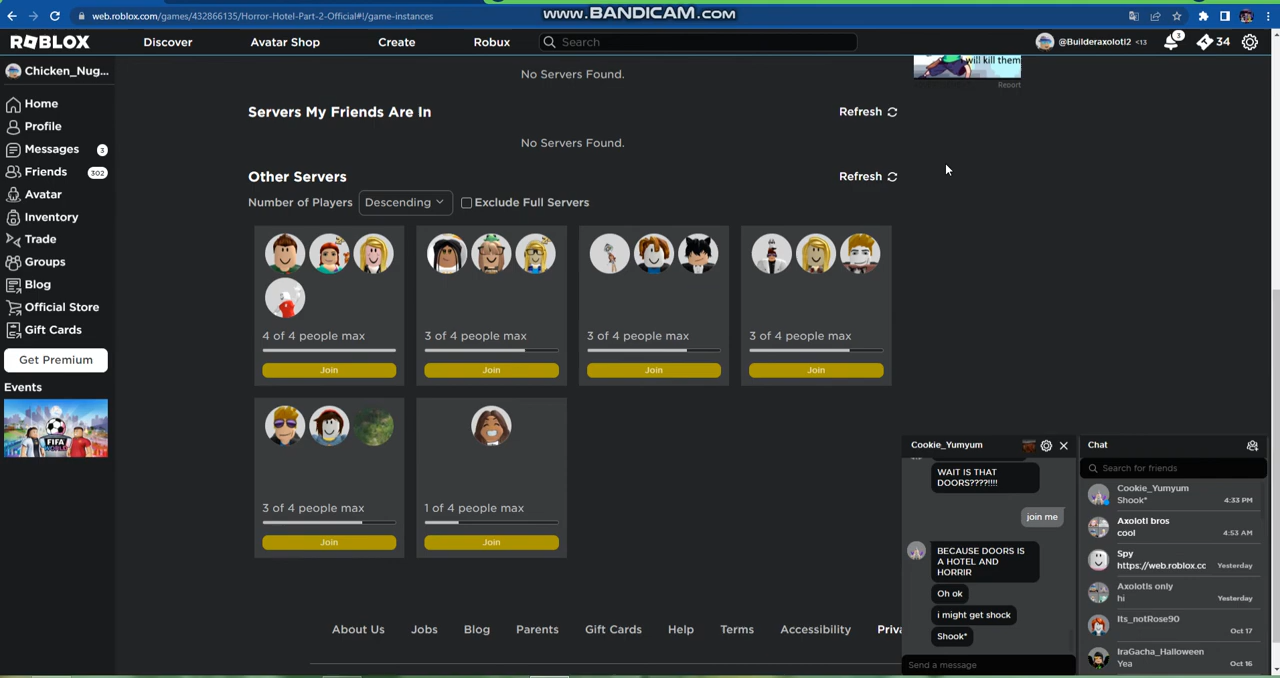 web.roblox.com/games/432866135/Horror-Hotel-Part-2-Official#!/game-instances
www.BANDICAM.com
ROBLOX
Discover
Avatar Shop
Create
Robux
Search
@Builderaxolotl2 <13
3
34
Chicken_Nug...
Home
Profile
Messages
3
Friends
302
Avatar
Inventory
Trade
Groups
Blog
Official Store
Gift Cards
Get Premium
Events
FIFA
WORLD
No Servers Found.
will kill them
Report
Servers My Friends Are In
Refresh
No Servers Found.
Other Servers
Refresh
Number of Players
Descending
Exclude Full Servers
4 of 4 people max
Join
3 of 4 people max
Join
3 of 4 people max
Join
3 of 4 people max
Join
3 of 4 people max
Join
1 of 4 people max
Join
About Us
Jobs
Blog
Parents
Gift Cards
Help
Terms
Accessibility
Priva
Cookie_Yumyum
WAIT IS THAT
DOORS????!!!!
join me
BECAUSE DOORS IS
A HOTEL AND
HORRIR
Oh ok
i might get shock
Shook*
Send a message
Chat
Search for friends
Cookie_Yumyum
Shook*
4:33 PM
Axolotl bros
cool
4:53 AM
Spy
https://web.roblox.cc
Yesterday
Axolotls only
hi
Yesterday
Its_notRose90
Oct 17
IraGacha_Halloween
Yea
Oct 16